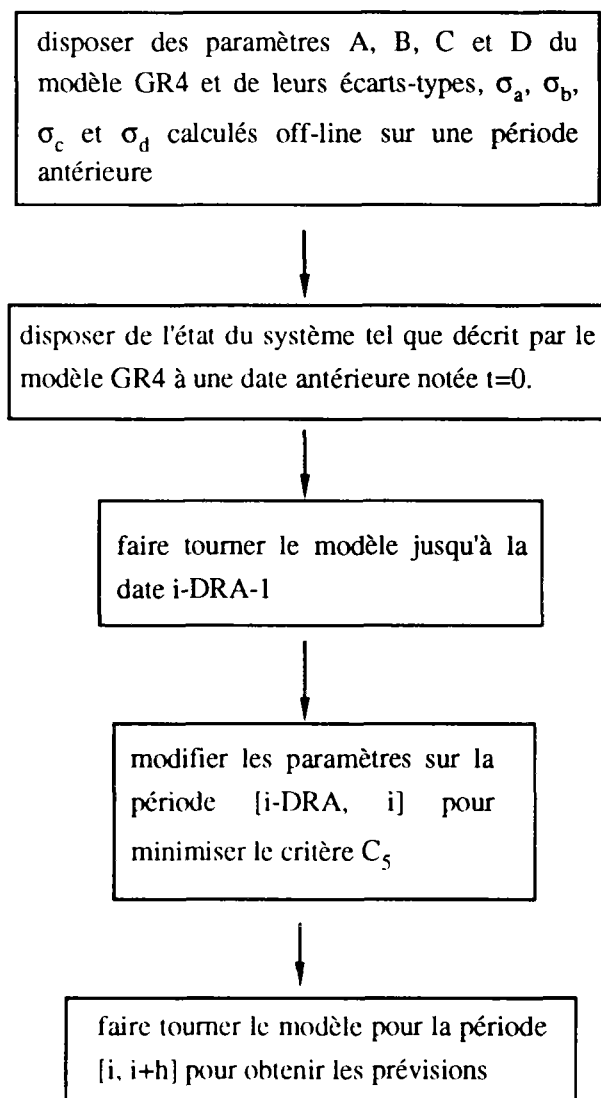 disposer des paramètres A, B, C et D du
modèle GR4 et de leurs écarts-types, σa, σb,
σc et σd calculés off-line sur une période
antérieure
disposer de l'état du système tel que décrit par le
modèle GR4 à une date antérieure notée t=0.
faire tourner le modèle jusqu'à la
date i-DRA-1
modifier les paramètres sur la
période [i-DRA, i] pour
minimiser le critère C5
faire tourner le modèle pour la période
[i, i+h] pour obtenir les prévisions